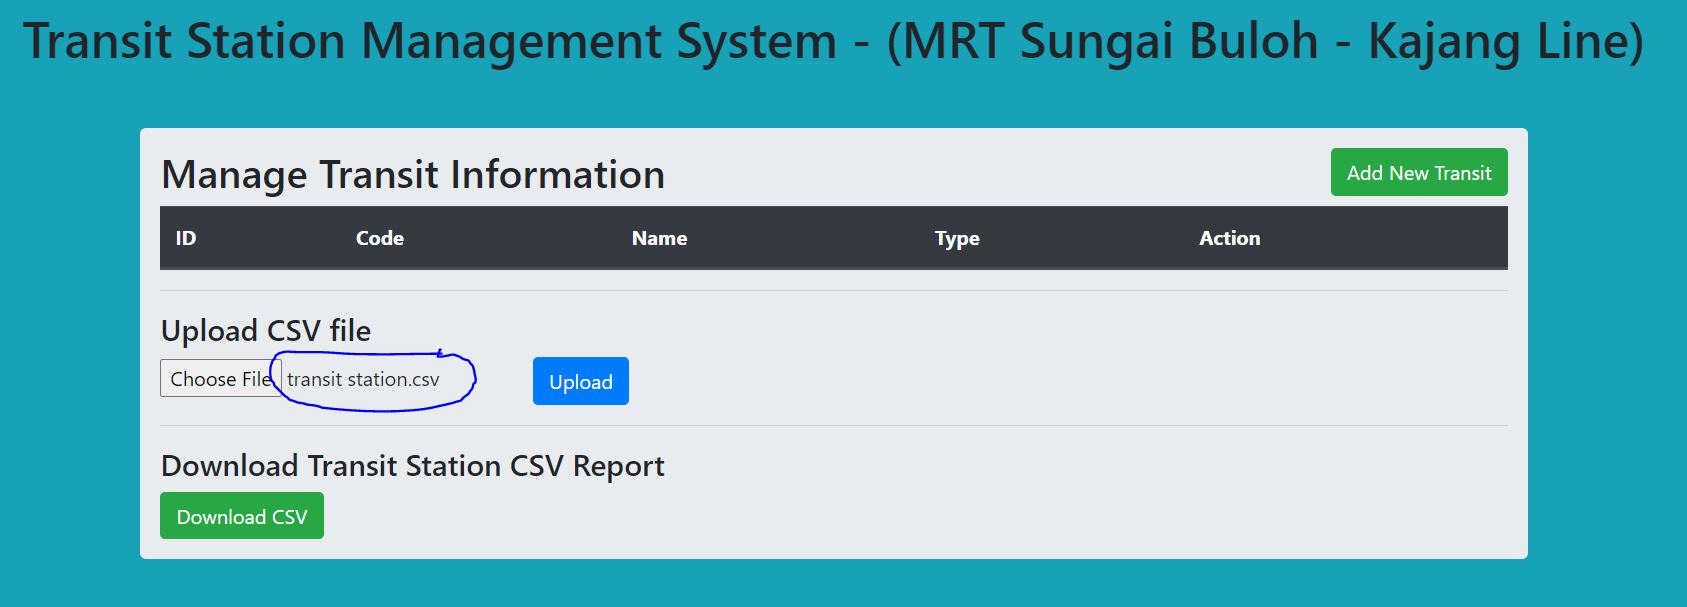 Transit Station Management System - (MRT Sungai Buloh - Kajang Line)
Manage Transit Information
Add New Transit
ID Code Name Type Action
Upload CSV file
Choose File transit station.csv Upload
Download Transit Station CSV Report
Download CSV